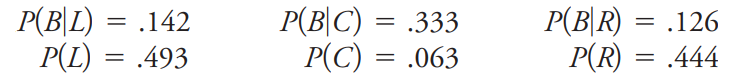 P(B|L) = .142 P(B|C) = .333 P(B|R) = .126
P(L) = .493 P(C) = .063 P(R) = .444